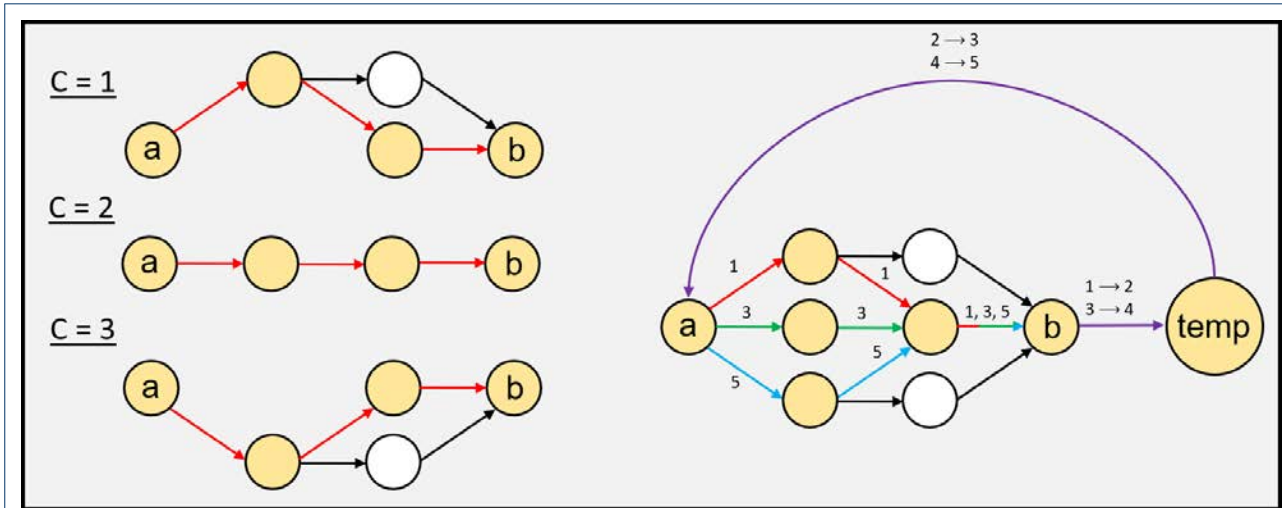 C = 1
a
b
C = 2
a
b
C = 3
a
b
2 → 3
4 → 5
1
1
a
3
3
1, 3, 5
b
1 → 2
3 → 4
temp
5
5